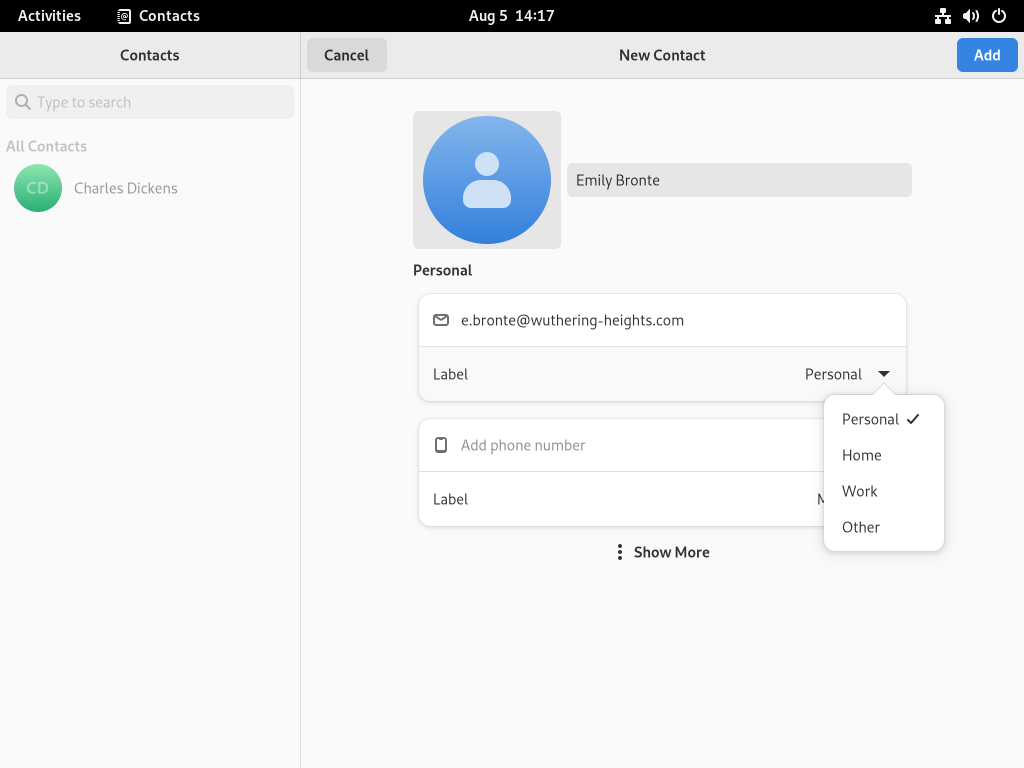 Activities
Contacts
Aug 5 14:17
Contacts
Cancel
New Contact
Add
Type to search
All Contacts
CD
Charles Dickens
Emily Bronte
Personal
e.bronte@wuthering-heights.com
Label
Personal
Personal
Home
Work
Other
Add phone number
Label
Show More